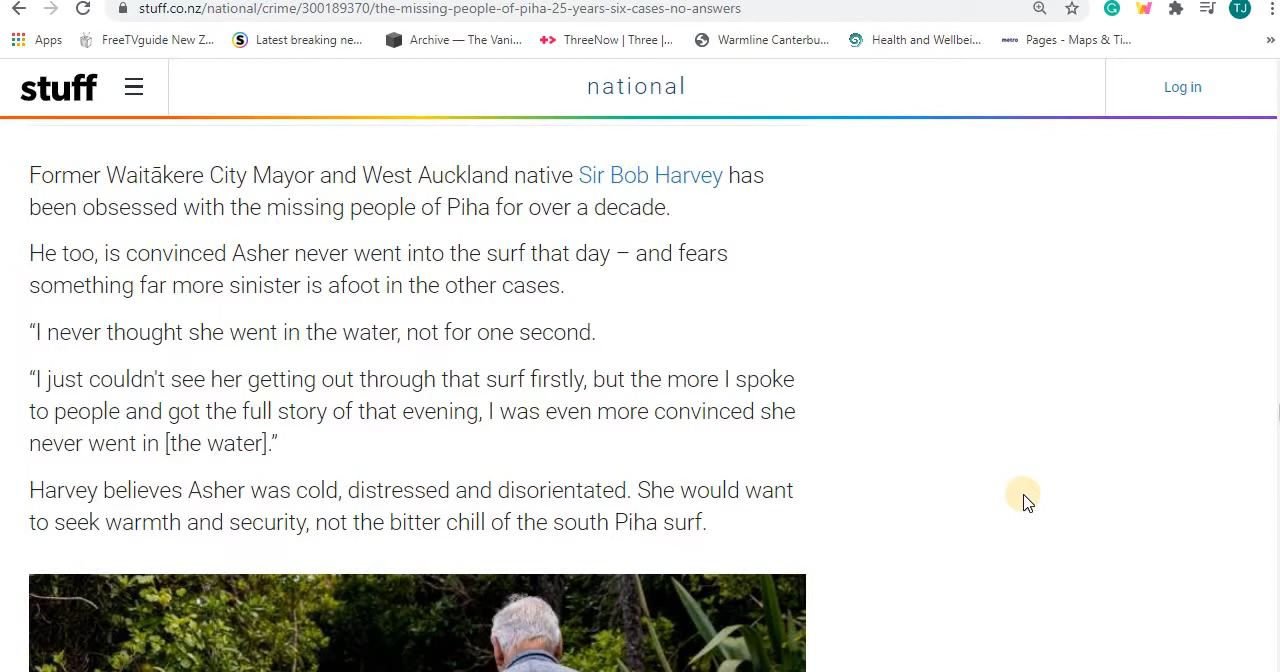 stuff.co.nz/national/crime/300189370/the-missing-people-of-piha-25-years-six-cases-no-answers
TJ
Apps
FreeTVguide New Z...
S
Latest breaking ne...
Archive — The Vani...
ThreeNow | Three |...
Warmline Canterbu...
Health and Wellbei...
metro
Pages - Maps & Ti...
»
stuff
national
Log in
Former Waitākere City Mayor and West Auckland native Sir Bob Harvey has
been obsessed with the missing people of Piha for over a decade.
He too, is convinced Asher never went into the surf that day – and fears
something far more sinister is afoot in the other cases.
“I never thought she went in the water, not for one second.
“I just couldn't see her getting out through that surf firstly, but the more I spoke
to people and got the full story of that evening, I was even more convinced she
never went in [the water].”
Harvey believes Asher was cold, distressed and disorientated. She would want
to seek warmth and security, not the bitter chill of the south Piha surf.